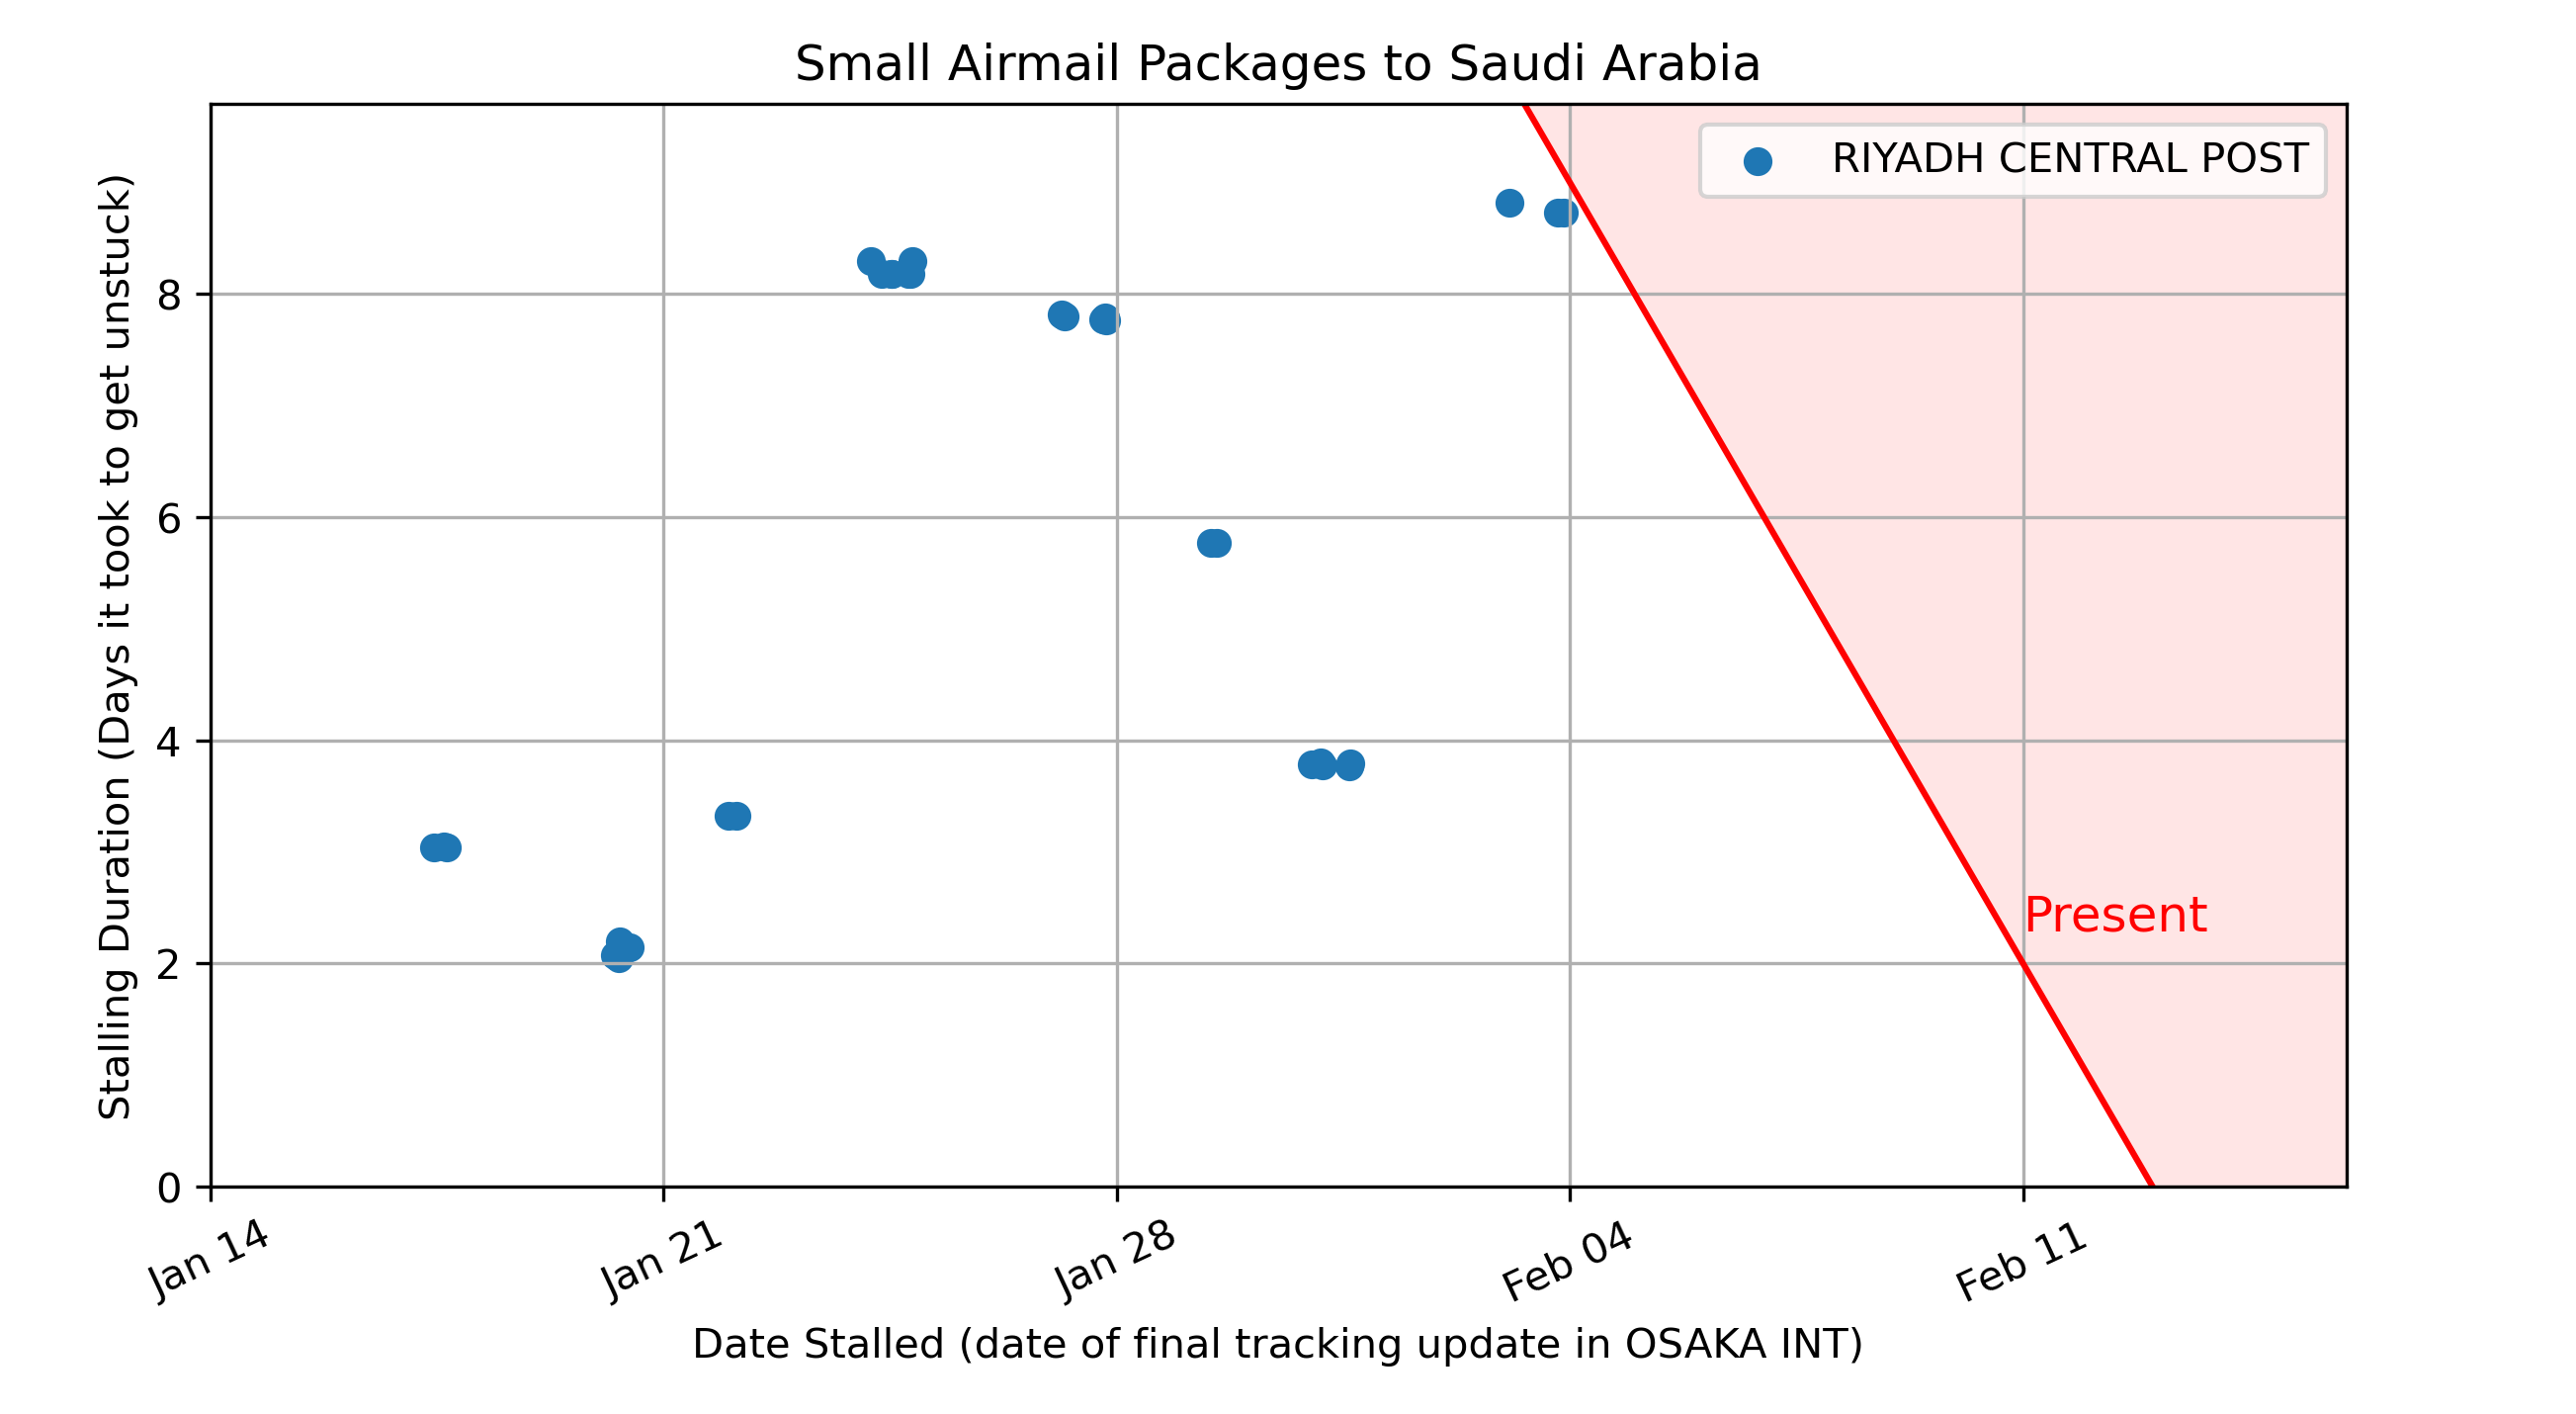 Small Airmail Packages to Saudi Arabia
RIYADH CENTRAL POST
Stalling Duration (Days it took to get unstuck)
8
6
4
2
0
Present
Jan 14
Jan 21
Jan 28
Feb 04
Feb 11
Date Stalled (date of final tracking update in OSAKA INT)